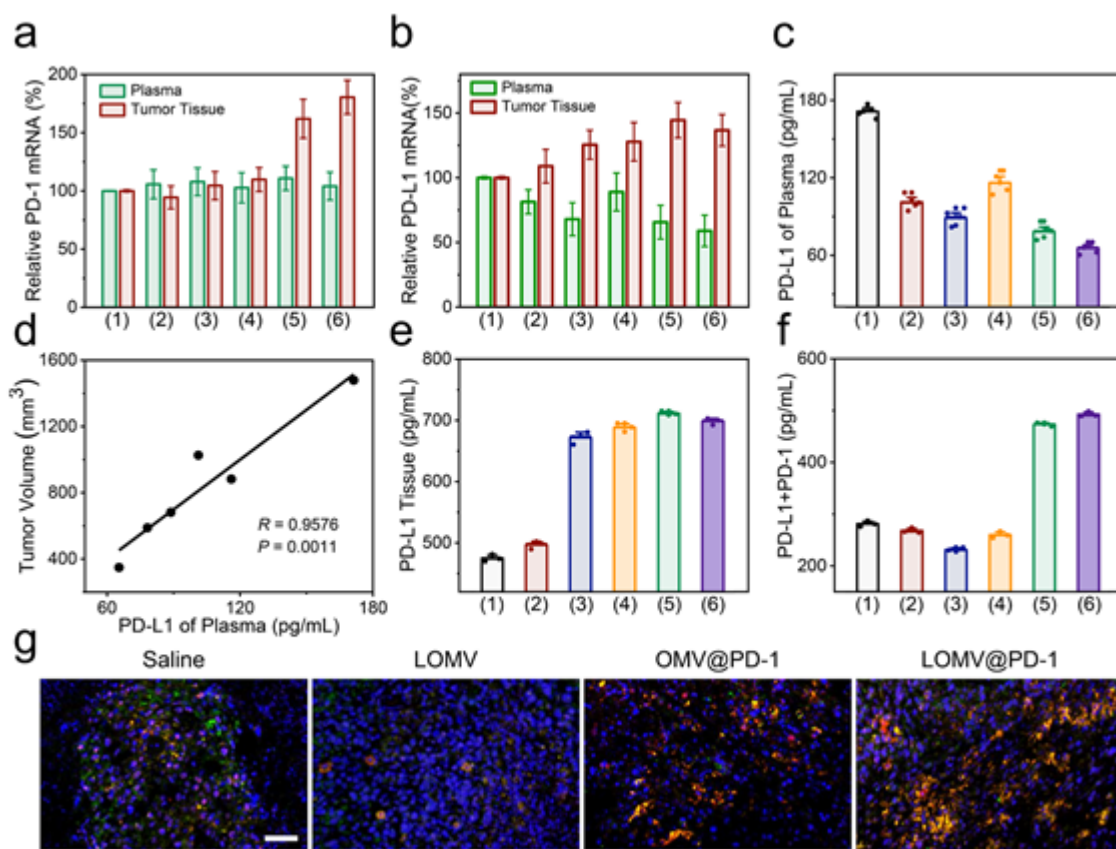 a
Relative PD-1 mRNA (%)
200
150
100
50
0
Plasma
Tumor Tissue
(1) (2) (3) (4) (5) (6)
b
Relative PD-L1 mRNA(%)
150
100
50
0
Plasma
Tumor Tissue
(1) (2) (3) (4) (5) (6)
c
PD-L1 of Plasma (pg/mL)
180
120
60
(1) (2) (3) (4) (5) (6)
d
Tumor Volume (mm3)
1600
1200
800
400
R = 0.9576
P = 0.0011
60 120 180
PD-L1 of Plasma (pg/mL)
e
PD-L1 Tissue (pg/mL)
800
700
600
500
(1) (2) (3) (4) (5) (6)
f
PD-L1+PD-1 (pg/mL)
600
400
200
(1) (2) (3) (4) (5) (6)
g
Saline LOMV OMV@PD-1 LOMV@PD-1